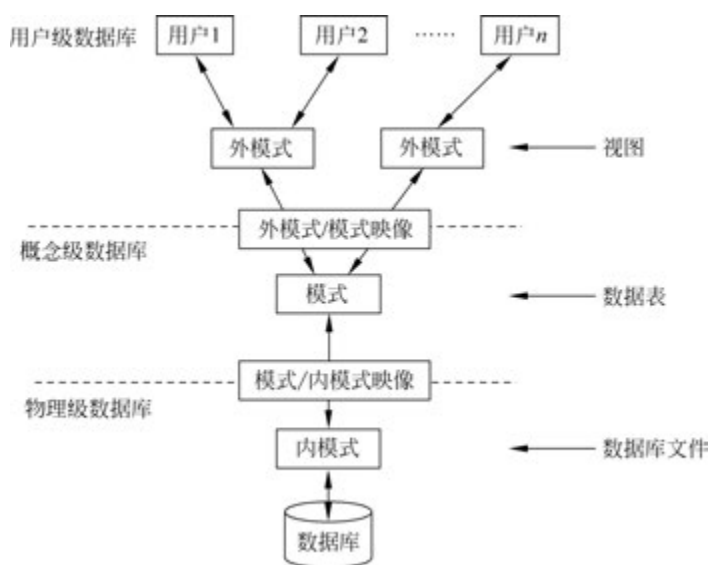 用户级数据库 用户1 用户2 …… 用户n
外模式 外模式 视图
外模式/模式映像
概念级数据库
模式 数据表
模式/内模式映像
物理级数据库
内模式 数据库文件
数据库